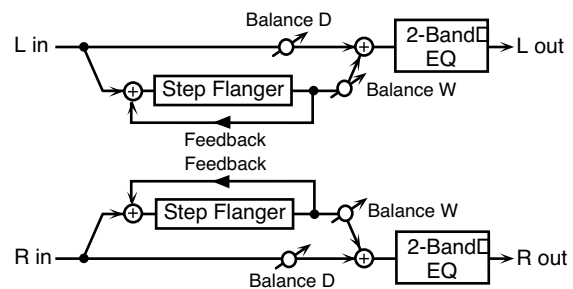 Balance D
L in
2-Band
EQ
L out
Step Flanger
Balance W
Feedback
Feedback
Step Flanger
Balance W
R in
2-Band
EQ
R out
Balance D